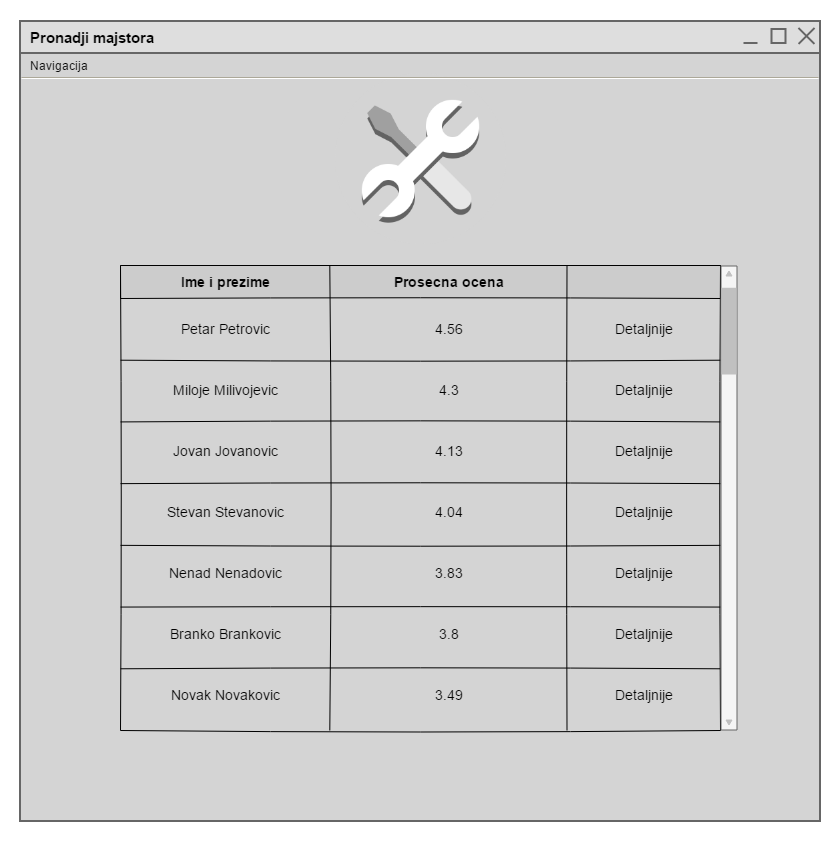 Pronadji majstora
Navigacija
Ime i prezime Prosecna ocena
Petar Petrovic 4.56 Detaljnije
Miloje Milivojevic 4.3 Detaljnije
Jovan Jovanovic 4.13 Detaljnije
Stevan Stevanovic 4.04 Detaljnije
Nenad Nenadovic 3.83 Detaljnije
Branko Brankovic 3.8 Detaljnije
Novak Novakovic 3.49 Detaljnije